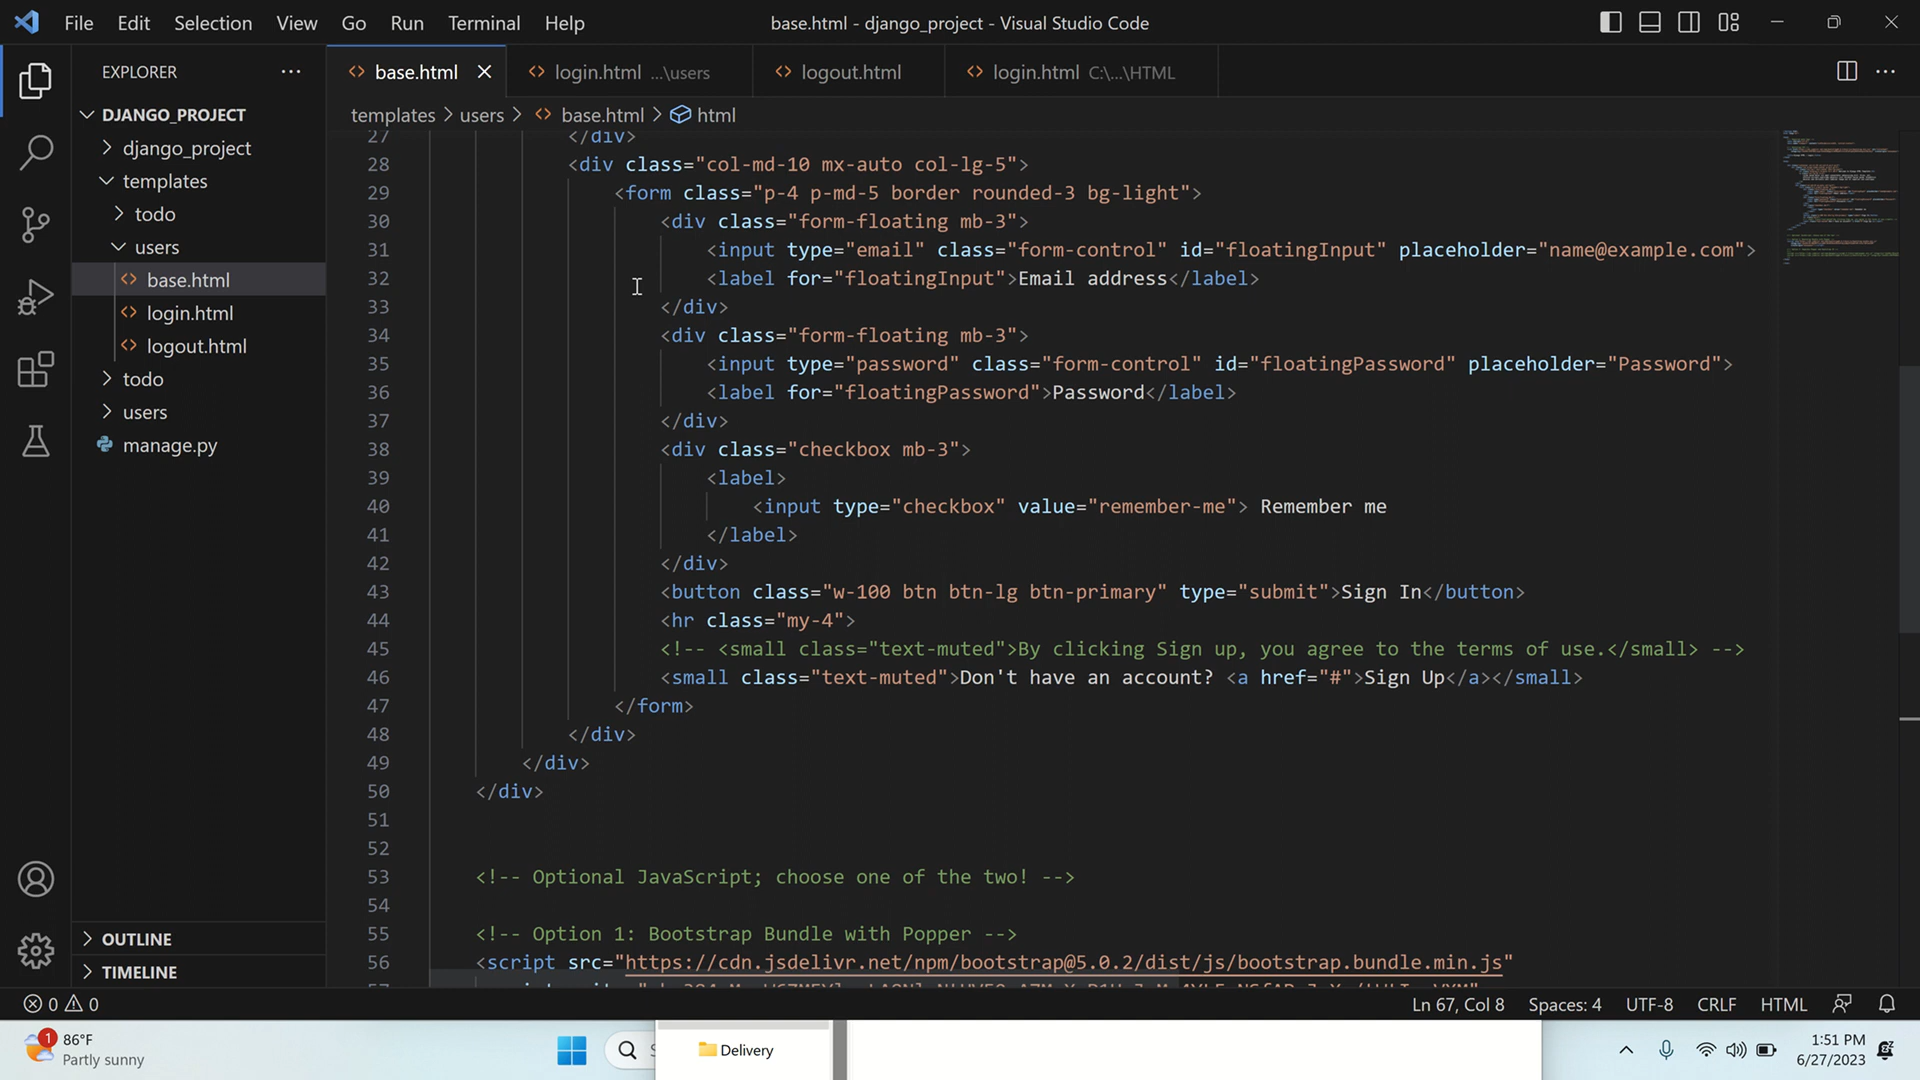 File Edit Selection View Go Run Terminal Help
base.html - django_project - Visual Studio Code
EXPLORER
base.html
login.html ...\users
logout.html
login.html C:\...\HTML
DJANGO_PROJECT
django_project
templates
todo
users
base.html
login.html
logout.html
todo
users
manage.py
OUTLINE
TIMELINE
templates > users > base.html > html
27 </div>
28 <div class="col-md-10 mx-auto col-lg-5">
29 <form class="p-4 p-md-5 border rounded-3 bg-light">
30 <div class="form-floating mb-3">
31 <input type="email" class="form-control" id="floatingInput" placeholder="name@example.com">
32 <label for="floatingInput">Email address</label>
33 </div>
34 <div class="form-floating mb-3">
35 <input type="password" class="form-control" id="floatingPassword" placeholder="Password">
36 <label for="floatingPassword">Password</label>
37 </div>
38 <div class="checkbox mb-3">
39 <label>
40 <input type="checkbox" value="remember-me"> Remember me
41 </label>
42 </div>
43 <button class="w-100 btn btn-lg btn-primary" type="submit">Sign In</button>
44 <hr class="my-4">
45 <!-- <small class="text-muted">By clicking Sign up, you agree to the terms of use.</small> -->
46 <small class="text-muted">Don't have an account? <a href="#">Sign Up</a></small>
47 </form>
48 </div>
49 </div>
50 </div>
51
52
53 <!-- Optional JavaScript; choose one of the two! -->
54
55 <!-- Option 1: Bootstrap Bundle with Popper -->
56 <script src="https://cdn.jsdelivr.net/npm/bootstrap@5.0.2/dist/js/bootstrap.bundle.min.js"
0 0
Ln 67, Col 8 Spaces: 4 UTF-8 CRLF HTML
1
86°F
Partly sunny
Delivery
1:51 PM
6/27/2023